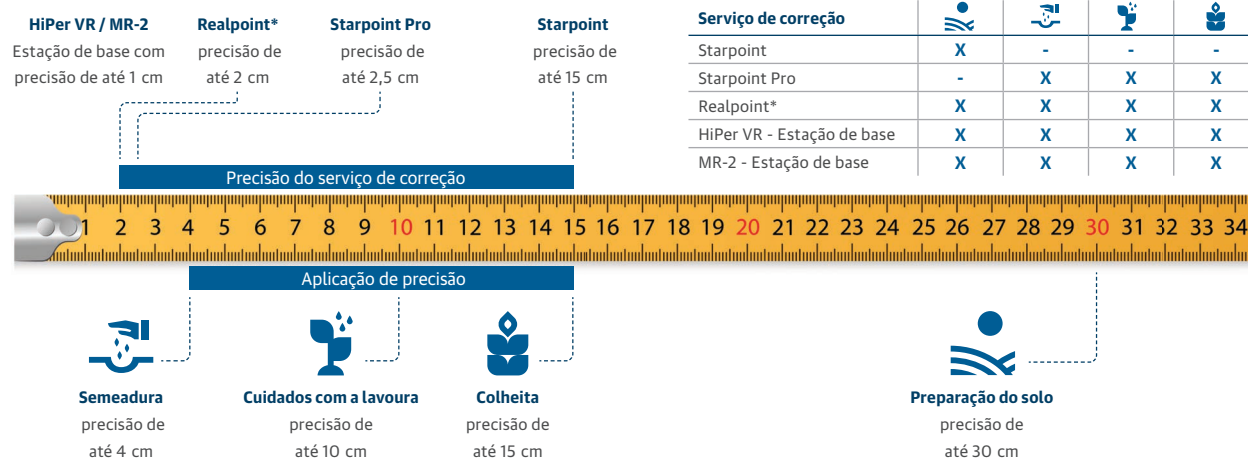 HiPer VR / MR-2
Estação de base com
precisão de até 1 cm
Realpoint*
precisão de
até 2 cm
Starpoint Pro
precisão de
até 2,5 cm
Starpoint
precisão de
até 15 cm
Serviço de correção
Starpoint X - - -
Starpoint Pro - X X X
Realpoint* X X X X
HiPer VR - Estação de base X X X X
MR-2 - Estação de base X X X X
Precisão do serviço de correção
1 2 3 4 5 6 7 8 9 10 11 12 13 14 15 16 17 18 19 20 21 22 23 24 25 26 27 28 29 30 31 32 33 34
Aplicação de precisão
Semeadura
precisão de
até 4 cm
Cuidados com a lavoura
precisão de
até 10 cm
Colheita
precisão de
até 15 cm
Preparação do solo
precisão de
até 30 cm